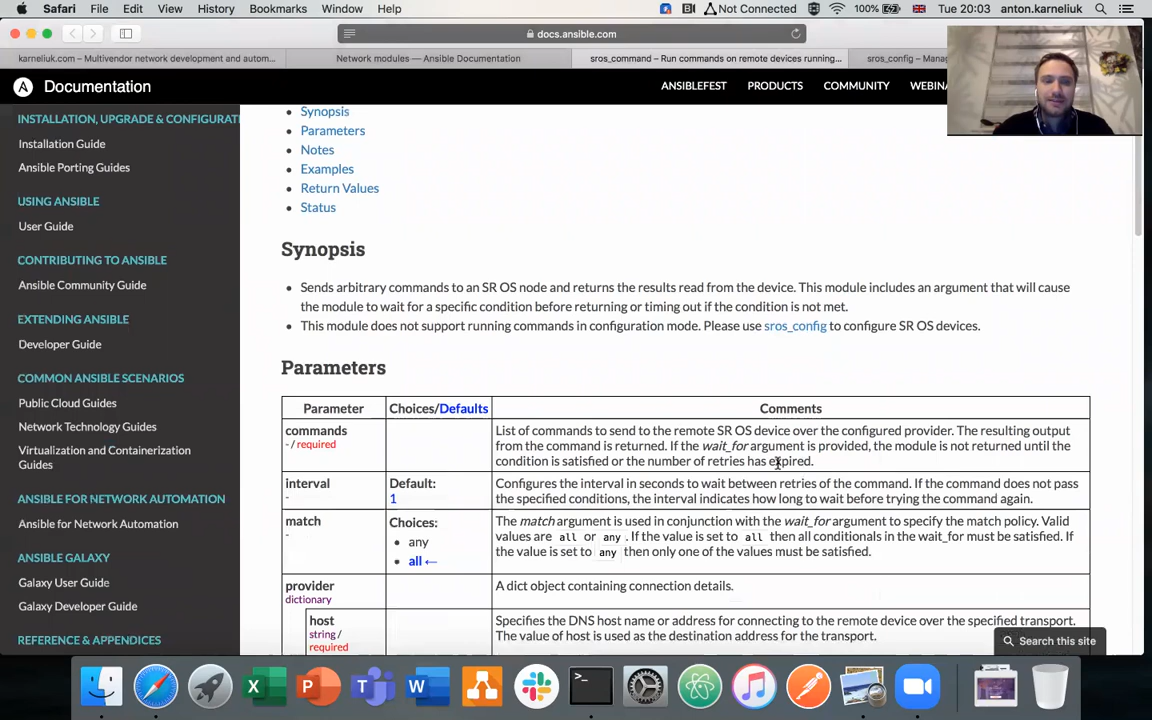 Safari File Edit View History Bookmarks Window Help Not Connected 100% Tue 20:03 anton.karneliuk
docs.ansible.com
karneliuk.com – Multivendor network development and autom...
Network modules — Ansible Documentation
sros_command – Run commands on remote devices running...
sros_config – Mana
A Documentation
ANSIBLEFEST PRODUCTS COMMUNITY WEBIN
INSTALLATION, UPGRADE & CONFIGURAT
Installation Guide
Ansible Porting Guides
USING ANSIBLE
User Guide
CONTRIBUTING TO ANSIBLE
Ansible Community Guide
EXTENDING ANSIBLE
Developer Guide
COMMON ANSIBLE SCENARIOS
Public Cloud Guides
Network Technology Guides
Virtualization and Containerization
Guides
ANSIBLE FOR NETWORK AUTOMATION
Ansible for Network Automation
ANSIBLE GALAXY
Galaxy User Guide
Galaxy Developer Guide
REFERENCE & APPENDICES
• Synopsis
• Parameters
• Notes
• Examples
• Return Values
• Status
Synopsis
• Sends arbitrary commands to an SR OS node and returns the results read from the device. This module includes an argument that will cause
the module to wait for a specific condition before returning or timing out if the condition is not met.
• This module does not support running commands in configuration mode. Please use sros_config to configure SR OS devices.
Parameters
Parameter Choices/Defaults Comments
commands
- / required
List of commands to send to the remote SR OS device over the configured provider. The resulting output
from the command is returned. If the wait_for argument is provided, the module is not returned until the
condition is satisfied or the number of retries has expired.
interval
-
Default:
1
Configures the interval in seconds to wait between retries of the command. If the command does not pass
the specified conditions, the interval indicates how long to wait before trying the command again.
match
-
Choices:
• any
• all ←
The match argument is used in conjunction with the wait_for argument to specify the match policy. Valid
values are all or any . If the value is set to all then all conditionals in the wait_for must be satisfied. If
the value is set to any then only one of the values must be satisfied.
provider
dictionary
A dict object containing connection details.
host
string /
required
Specifies the DNS host name or address for connecting to the remote device over the specified transport.
The value of host is used as the destination address for the transport.
Search this site
X P T W >_